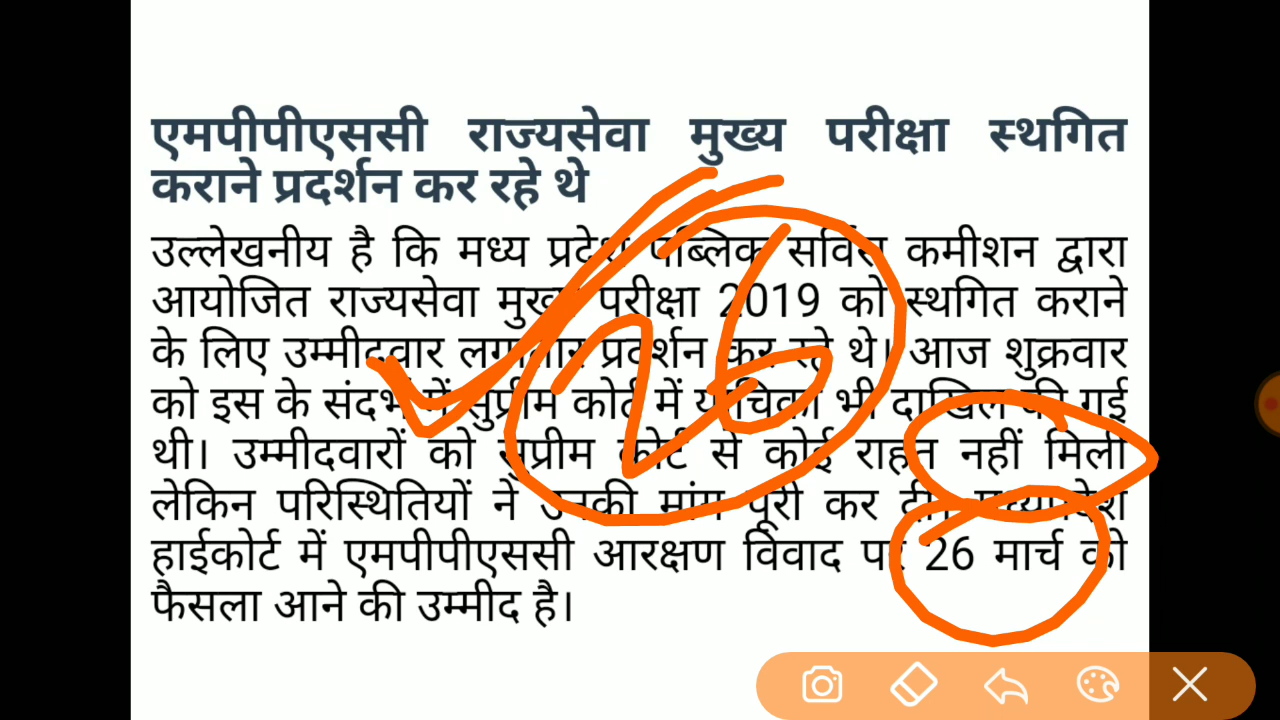 एमपीपीएससी राज्यसेवा मुख्य परीक्षा स्थगित
कराने प्रदर्शन कर रहे थे
उल्लेखनीय है कि मध्य प्रदेश पब्लिक सर्विस कमीशन द्वारा
आयोजित राज्यसेवा मुख्य परीक्षा 2019 को स्थगित कराने
के लिए उम्मीदवार लगातार प्रदर्शन कर रहे थे। आज शुक्रवार
को इस के संदर्भ में सुप्रीम कोर्ट में याचिका भी दाखिल की गई
थी। उम्मीदवारों को सुप्रीम कोर्ट से कोई राहत नहीं मिली
लेकिन परिस्थितियों ने उनकी मांग पूरी कर दी। मध्यप्रदेश
हाईकोर्ट में एमपीपीएससी आरक्षण विवाद पर 26 मार्च को
फैसला आने की उम्मीद है।
26